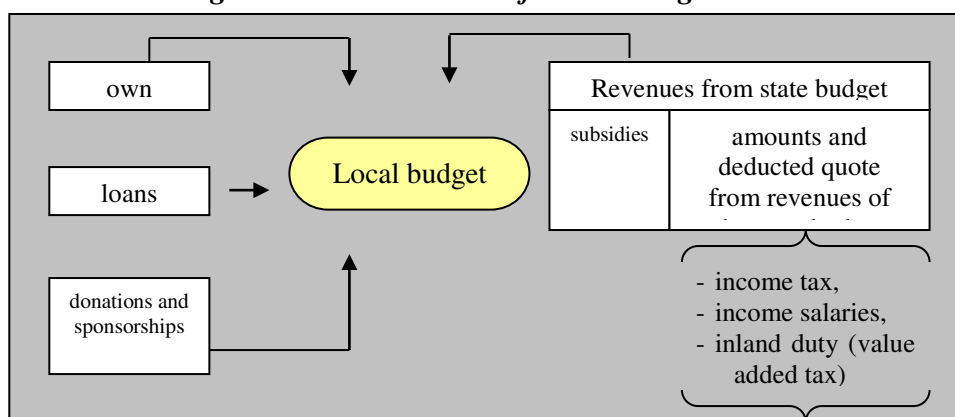 own
Revenues from state budget
subsidies
amounts and
deducted quote
from revenues of
Local budget
loans
donations and
sponsorships
- income tax,
- income salaries,
- inland duty (value
added tax)